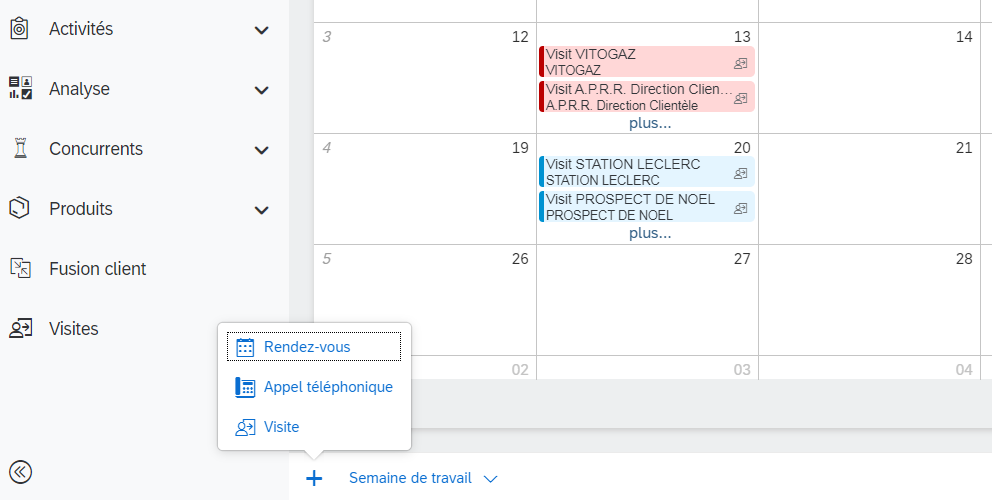 Activités
Analyse
Concurrents
Produits
Fusion client
Visites
3 12 13 14
Visit VITOGAZ
VITOGAZ
Visit A.P.R.R. Direction Clien...
A.P.R.R. Direction Clientèle
plus...
4 19 20 21
Visit STATION LECLERC
STATION LECLERC
Visit PROSPECT DE NOEL
PROSPECT DE NOEL
plus...
5 26 27 28
02 03 04
Rendez-vous
Appel téléphonique
Visite
Semaine de travail